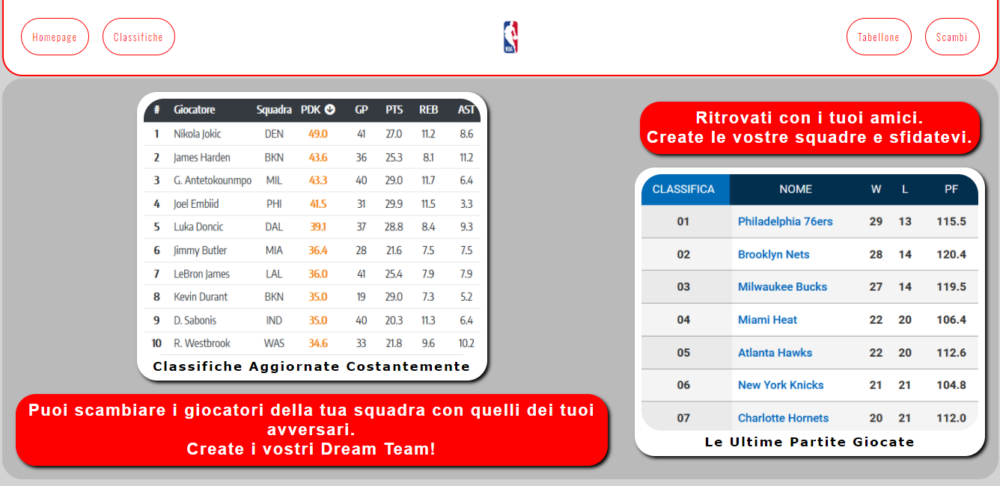 Homepage
Classifiche
NBA
Tabellone
Scambi
# Giocatore Squadra PDK GP PTS REB AST
1 Nikola Jokic DEN 49.0 41 27.0 11.2 8.6
2 James Harden BKN 43.6 36 25.3 8.1 11.2
3 G. Antetokounmpo MIL 43.3 40 29.0 11.7 6.4
4 Joel Embiid PHI 41.5 31 29.9 11.5 3.3
5 Luka Doncic DAL 39.1 37 28.8 8.4 9.3
6 Jimmy Butler MIA 36.4 28 21.6 7.5 7.5
7 LeBron James LAL 36.0 41 25.4 7.9 7.9
8 Kevin Durant BKN 35.0 19 29.0 7.3 5.2
9 D. Sabonis IND 35.0 40 20.3 11.3 6.4
10 R. Westbrook WAS 34.6 33 21.8 9.6 10.2
Classifiche Aggiornate Costantemente
Puoi scambiare i giocatori della tua squadra con quelli dei tuoi
avversari.
Create i vostri Dream Team!
Ritrovati con i tuoi amici.
Create le vostre squadre e sfidatevi.
CLASSIFICA NOME W L PF
01 Philadelphia 76ers 29 13 115.5
02 Brooklyn Nets 28 14 120.4
03 Milwaukee Bucks 27 14 119.5
04 Miami Heat 22 20 106.4
05 Atlanta Hawks 22 20 112.6
06 New York Knicks 21 21 104.8
07 Charlotte Hornets 20 21 112.0
Le Ultime Partite Giocate